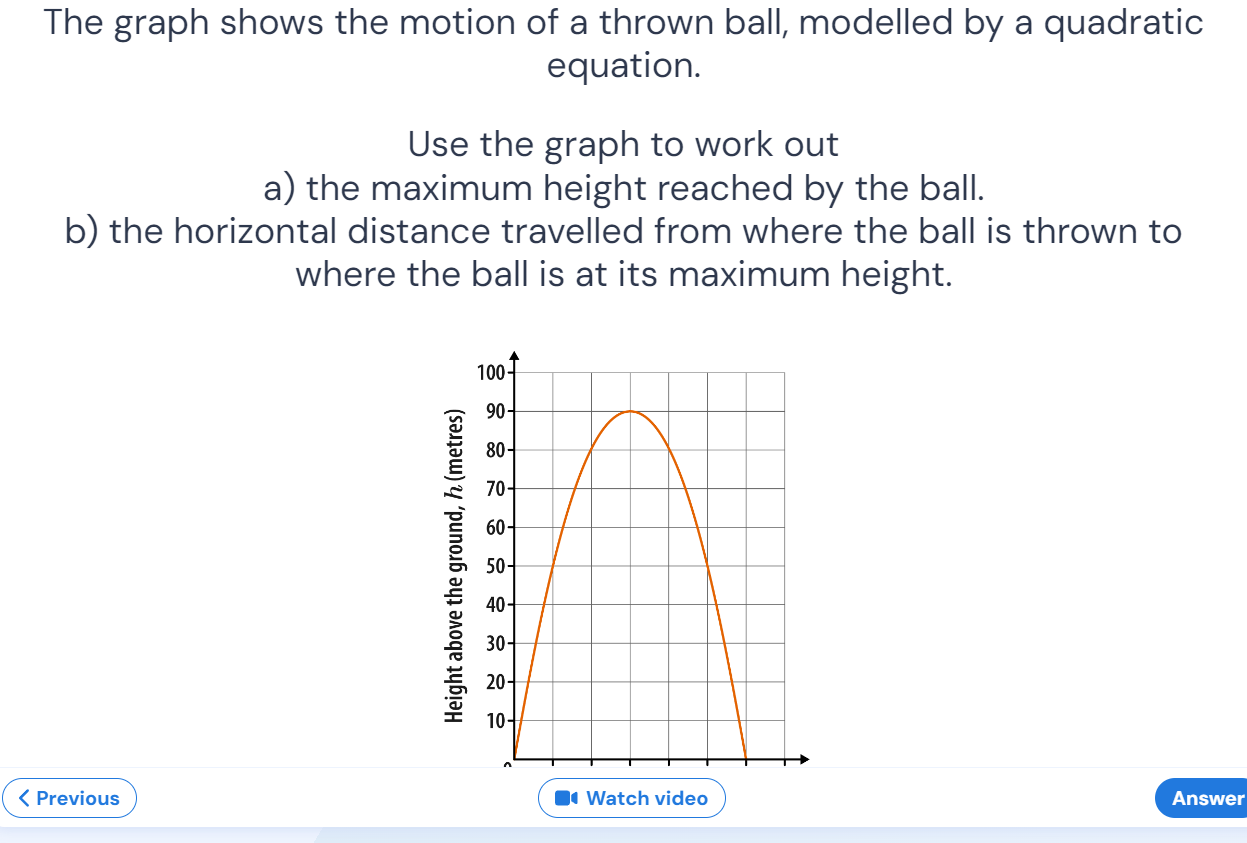 The graph shows the motion of a thrown ball, modelled by a quadratic
equation.
Use the graph to work out
a) the maximum height reached by the ball.
b) the horizontal distance travelled from where the ball is thrown to
where the ball is at its maximum height.
Height above the ground, h (metres)
100
90
80
70
60
50
40
30
20
10
Previous
Watch video
Answer